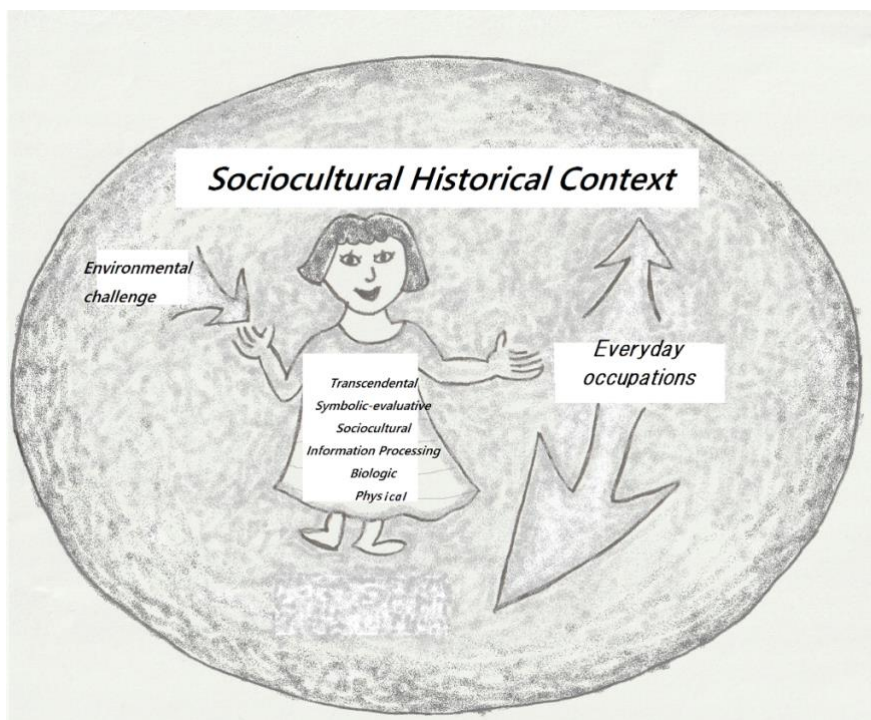 Sociocultural Historical Context
Environmental
challenge
Everyday
occupations
Transcendental
Symbolic-evaluative
Sociocultural
Information Processing
Biologic
Physical